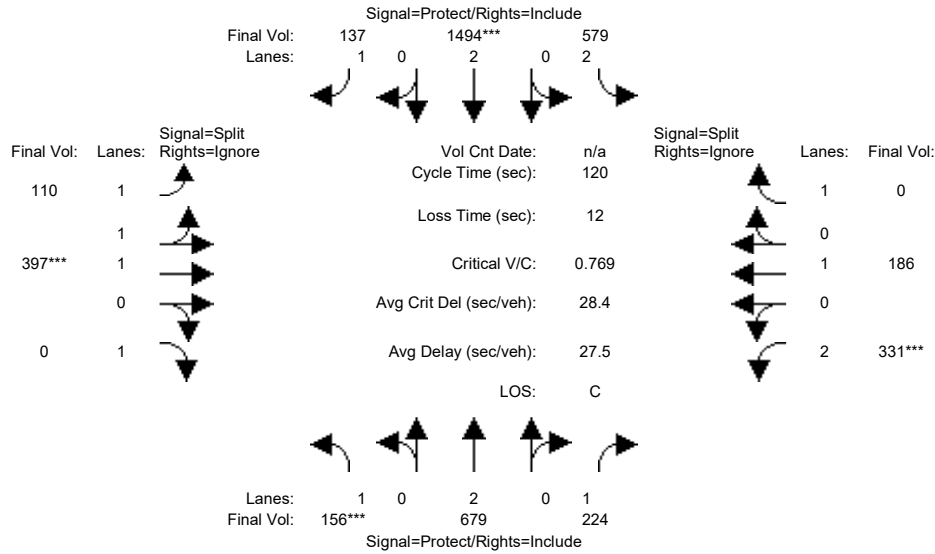 Signal=Protect/Rights=Include
Final Vol: 137 1494*** 579
Lanes: 1 0 2 0 2
Signal=Split Signal=Split
Final Vol: Lanes: Rights=Ignore Vol Cnt Date: n/a Rights=Ignore Lanes: Final Vol:
Cycle Time (sec): 120
110 1 1 0
Loss Time (sec): 12
1 0
397*** 1 Critical V/C: 0.769 1 186
0 Avg Crit Del (sec/veh): 28.4 0
0 1 Avg Delay (sec/veh): 27.5 2 331***
LOS: C
Lanes: 1 0 2 0 1
Final Vol: 156*** 679 224
Signal=Protect/Rights=Include